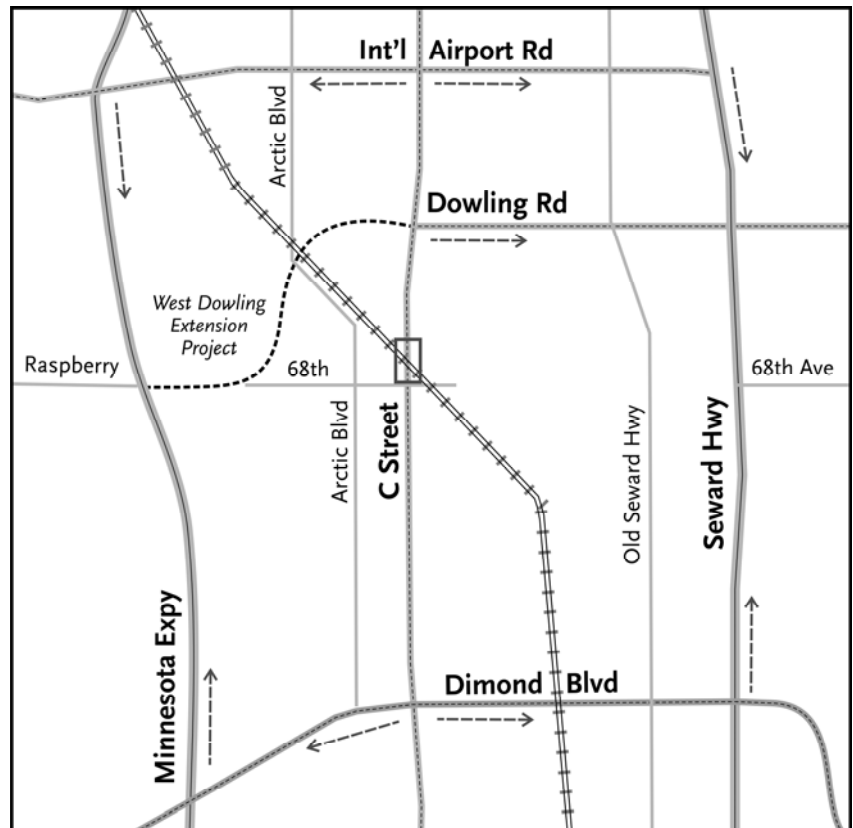 Int'l Airport Rd
Arctic Blvd
Dowling Rd
West Dowling
Extension
Project
Raspberry
68th
68th Ave
Arctic Blvd
C Street
Old Seward Hwy
Seward Hwy
Minnesota Expy
Dimond Blvd